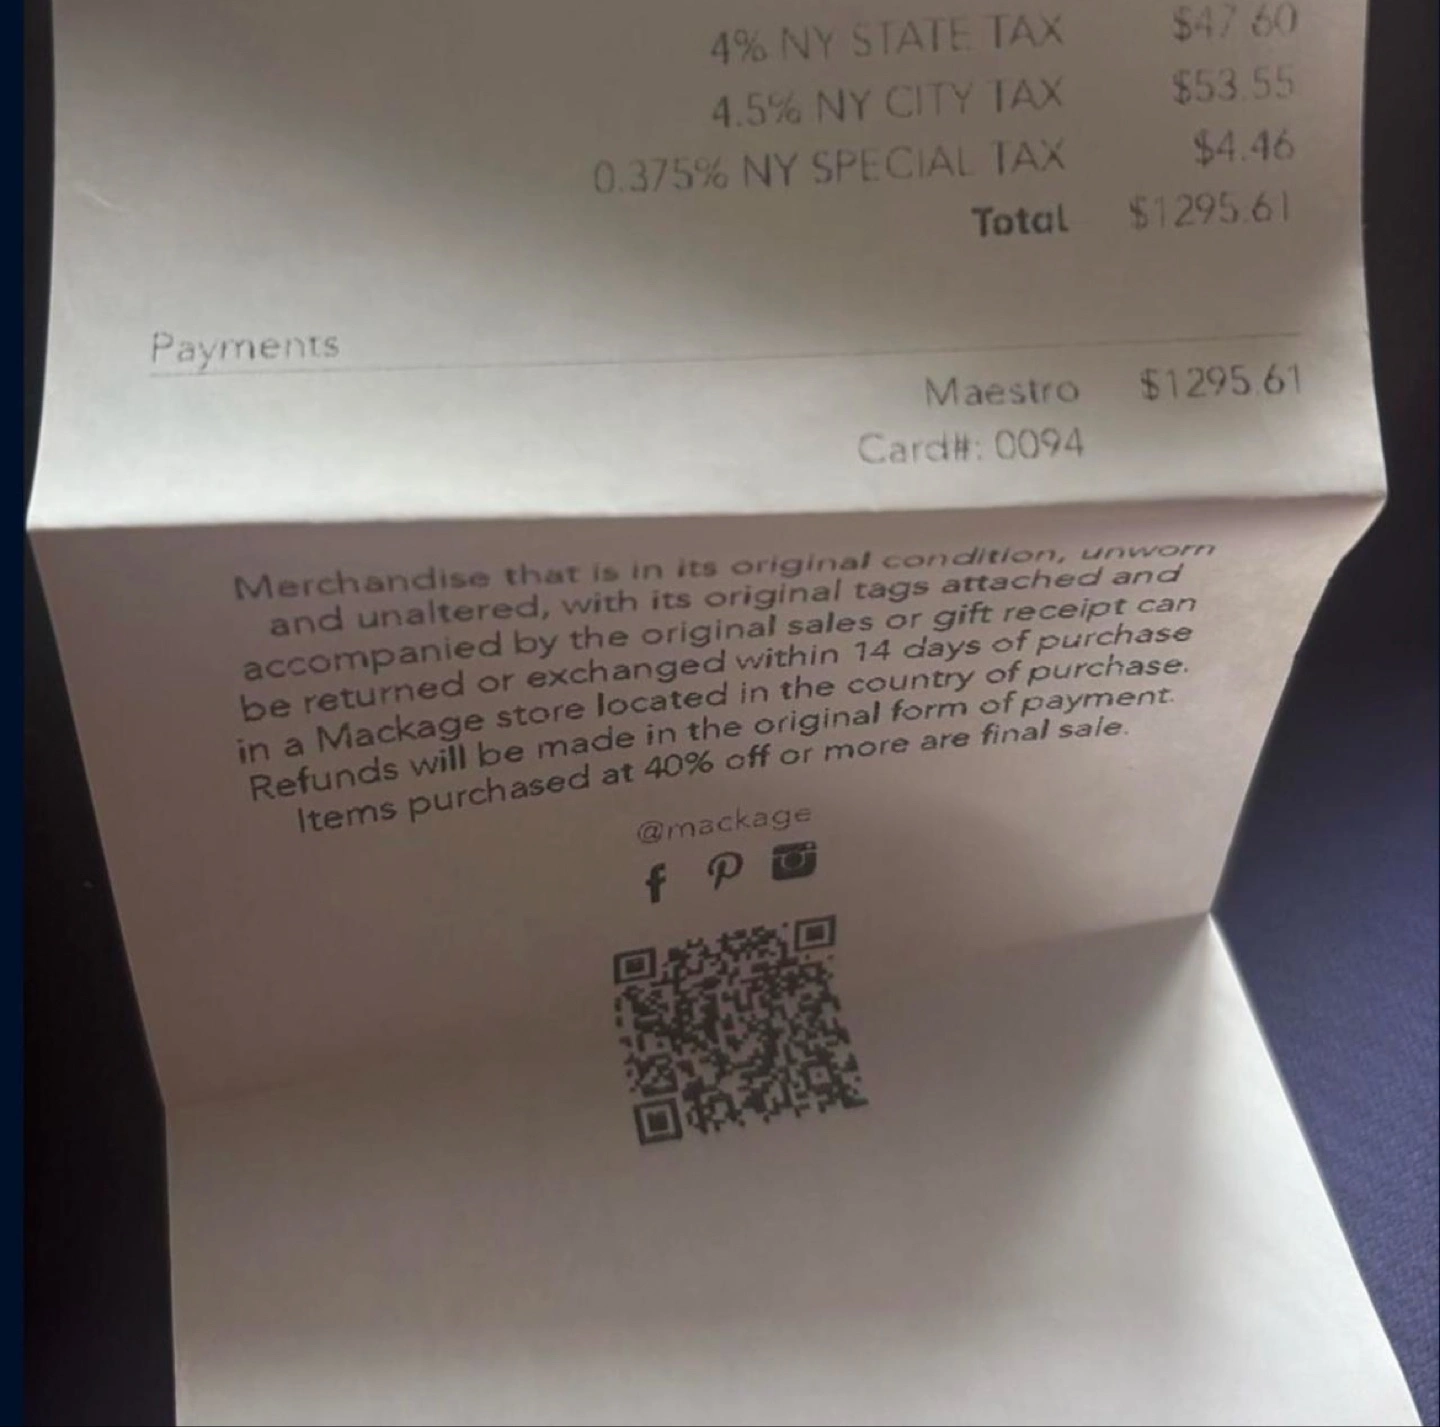 4% NY STATE TAX $47.60
4.5% NY CITY TAX $53.55
0.375% NY SPECIAL TAX $4.46
Total $1295.61
Payments
Maestro $1295.61
Card#: 0094
Merchandise that is in its original condition, unworn
and unaltered, with its original tags attached and
accompanied by the original sales or gift receipt can
be returned or exchanged within 14 days of purchase
in a Mackage store located in the country of purchase.
Refunds will be made in the original form of payment.
Items purchased at 40% off or more are final sale.
@mackage